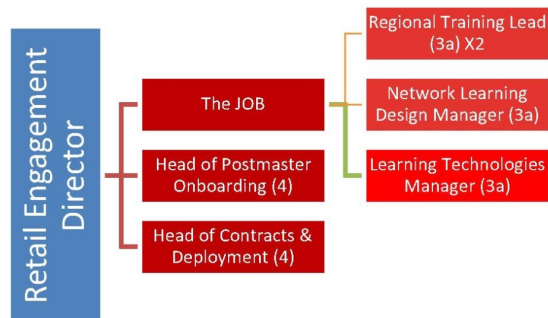 Retail Engagement
Director
The JOB
Head of Postmaster
Onboarding (4)
Head of Contracts &
Deployment (4)
Regional Training Lead
(3a) X2
Network Learning
Design Manager (3a)
Learning Technologies
Manager (3a)